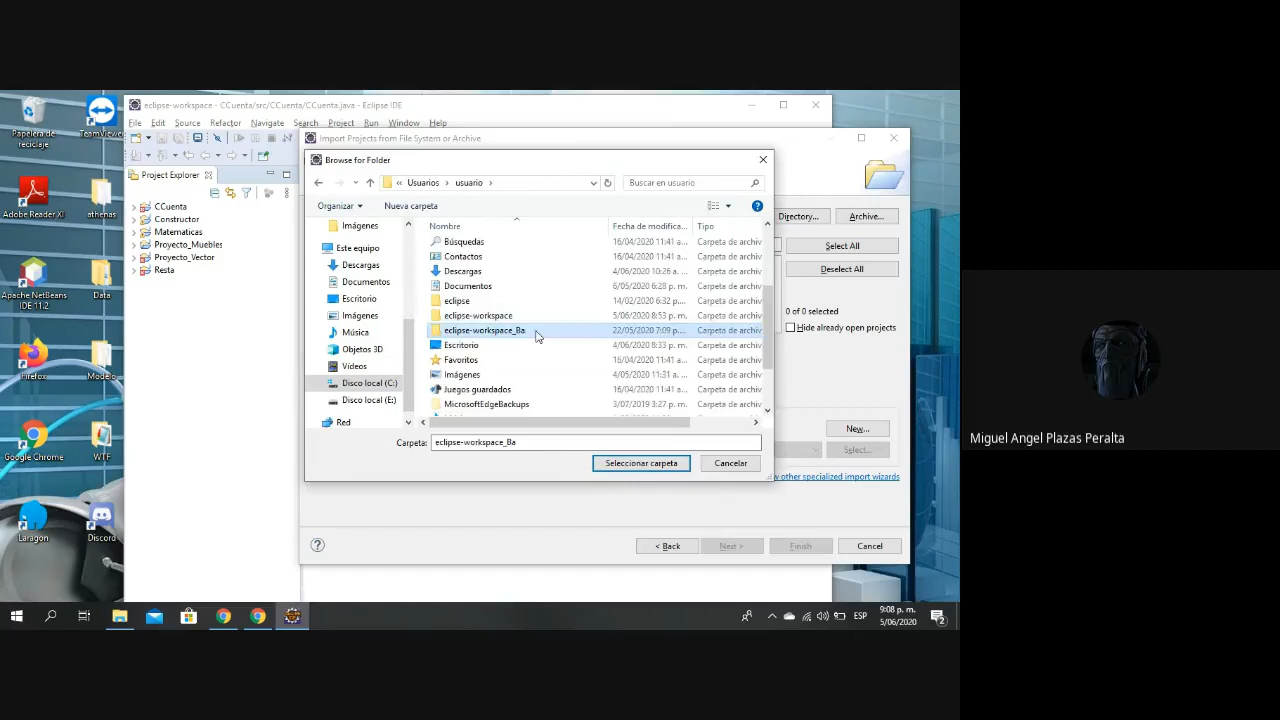 eclipse-workspace - CCuenta/src/CCuenta/CCuenta.java - Eclipse IDE
File Edit Source Refactor Navigate Search Project Run Window Help
Import Projects from File System or Archive
Browse for Folder
Project Explorer
CCuenta
Constructor
Matematicas
Proyecto_Muebles
Proyecto_Vector
Resta
« Usuarios › usuario ›
Buscar en usuario
Organizar
Nueva carpeta
Nombre Fecha de modifica... Tipo
Búsquedas 16/04/2020 11:41 a... Carpeta de archiv
Contactos 16/04/2020 11:41 a... Carpeta de archiv
Descargas 4/06/2020 10:26 a... Carpeta de archiv
Documentos 6/05/2020 6:28 p. m. Carpeta de archiv
eclipse 14/02/2020 6:32 p... Carpeta de archiv
eclipse-workspace 5/06/2020 8:53 p. m. Carpeta de archiv
eclipse-workspace_Ba 22/05/2020 7:09 p.... Carpeta de archiv
Escritorio 4/06/2020 8:33 p. m. Carpeta de archiv
Favoritos 16/04/2020 11:41 a... Carpeta de archiv
Imágenes 4/05/2020 11:31 a... Carpeta de archiv
Juegos guardados 16/04/2020 11:41 a... Carpeta de archiv
MicrosoftEdgeBackups 3/07/2019 3:27 p. m. Carpeta de archiv
Imágenes
Este equipo
Descargas
Documentos
Escritorio
Imágenes
Música
Objetos 3D
Vídeos
Disco local (C:)
Disco local (E:)
Red
Carpeta: eclipse-workspace_Ba
Seleccionar carpeta
Cancelar
Directory...
Archive...
Select All
Deselect All
0 of 0 selected
Hide already open projects
New...
Select...
w other specialized import wizards
< Back
Next >
Finish
Cancel
Papelera de
reciclaje
TeamViewer
Adobe Reader XI
athenas
Apache NetBeans
IDE 11.2
Data
Firefox
Modelo
Google Chrome
WTF
Laragon
Discord
ESP
9:08 p. m.
5/06/2020
2
Miguel Angel Plazas Peralta